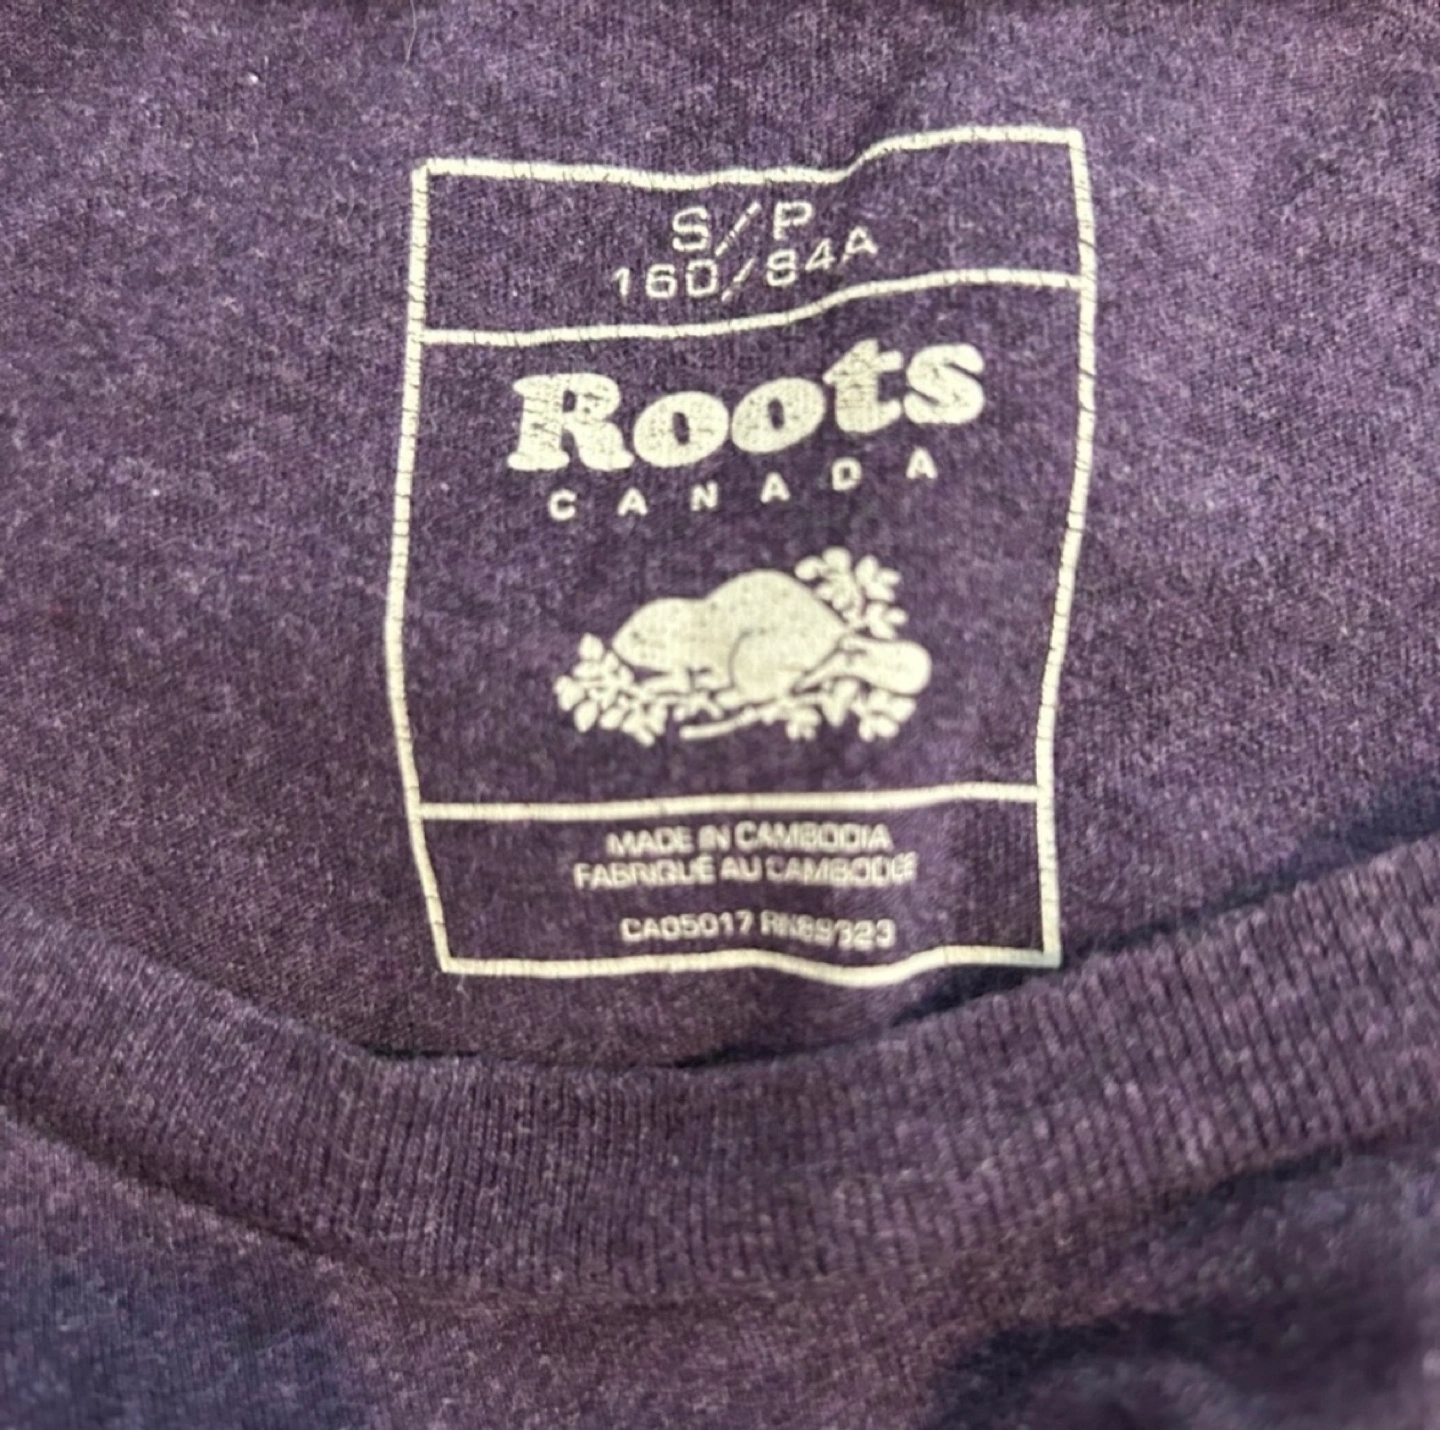 S/P
160/84A
Roots
CANADA
MADE IN CAMBODIA
FABRIQUÉ AU CAMBODGE
CA05017